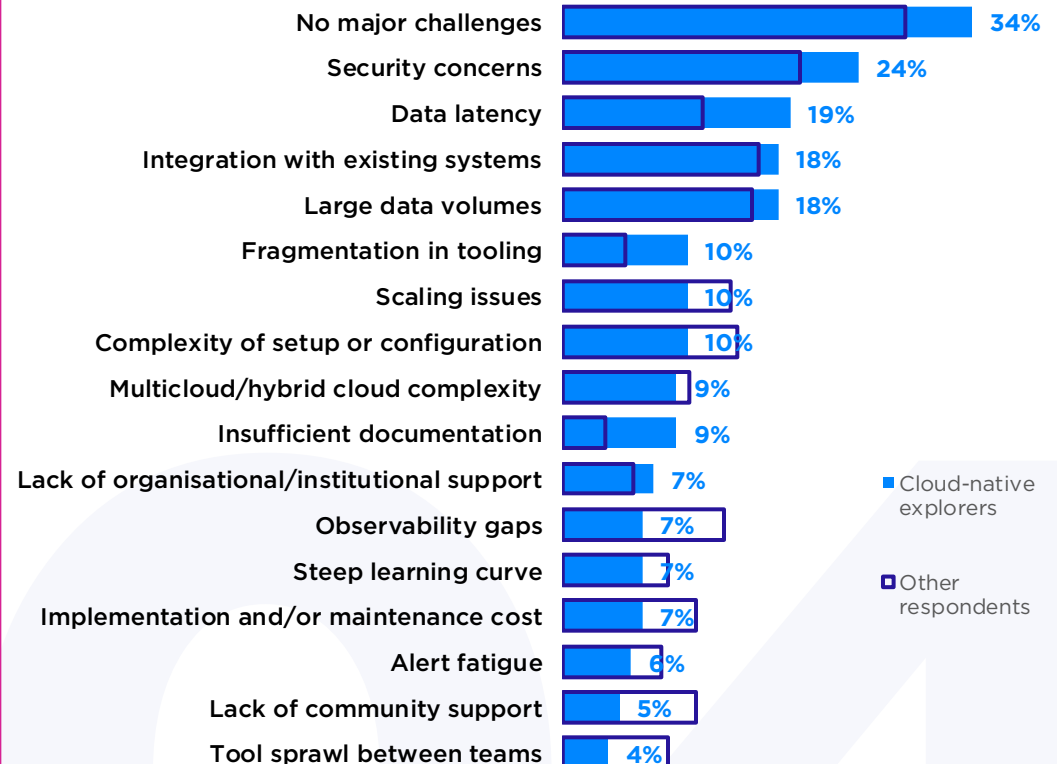 No major challenges 34%
Security concerns 24%
Data latency 19%
Integration with existing systems 18%
Large data volumes 18%
Fragmentation in tooling 10%
Scaling issues 10%
Complexity of setup or configuration 10%
Multicloud/hybrid cloud complexity 9%
Insufficient documentation 9%
Lack of organisational/institutional support 7%
Observability gaps 7%
Steep learning curve 7%
Implementation and/or maintenance cost 7%
Alert fatigue 6%
Lack of community support 5%
Tool sprawl between teams 4%
Cloud-native
explorers
Other
respondents